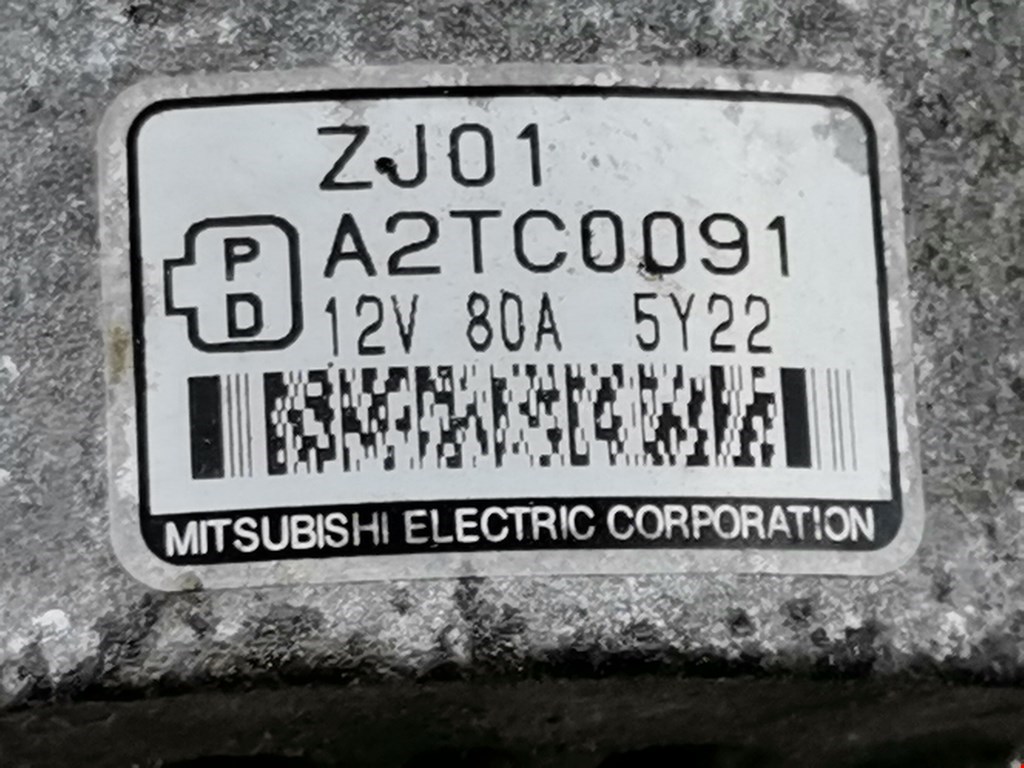 ZJ01
A2TC0091
P
D
12V 80A 5Y22
MITSUBISHI ELECTRIC CORPORATION